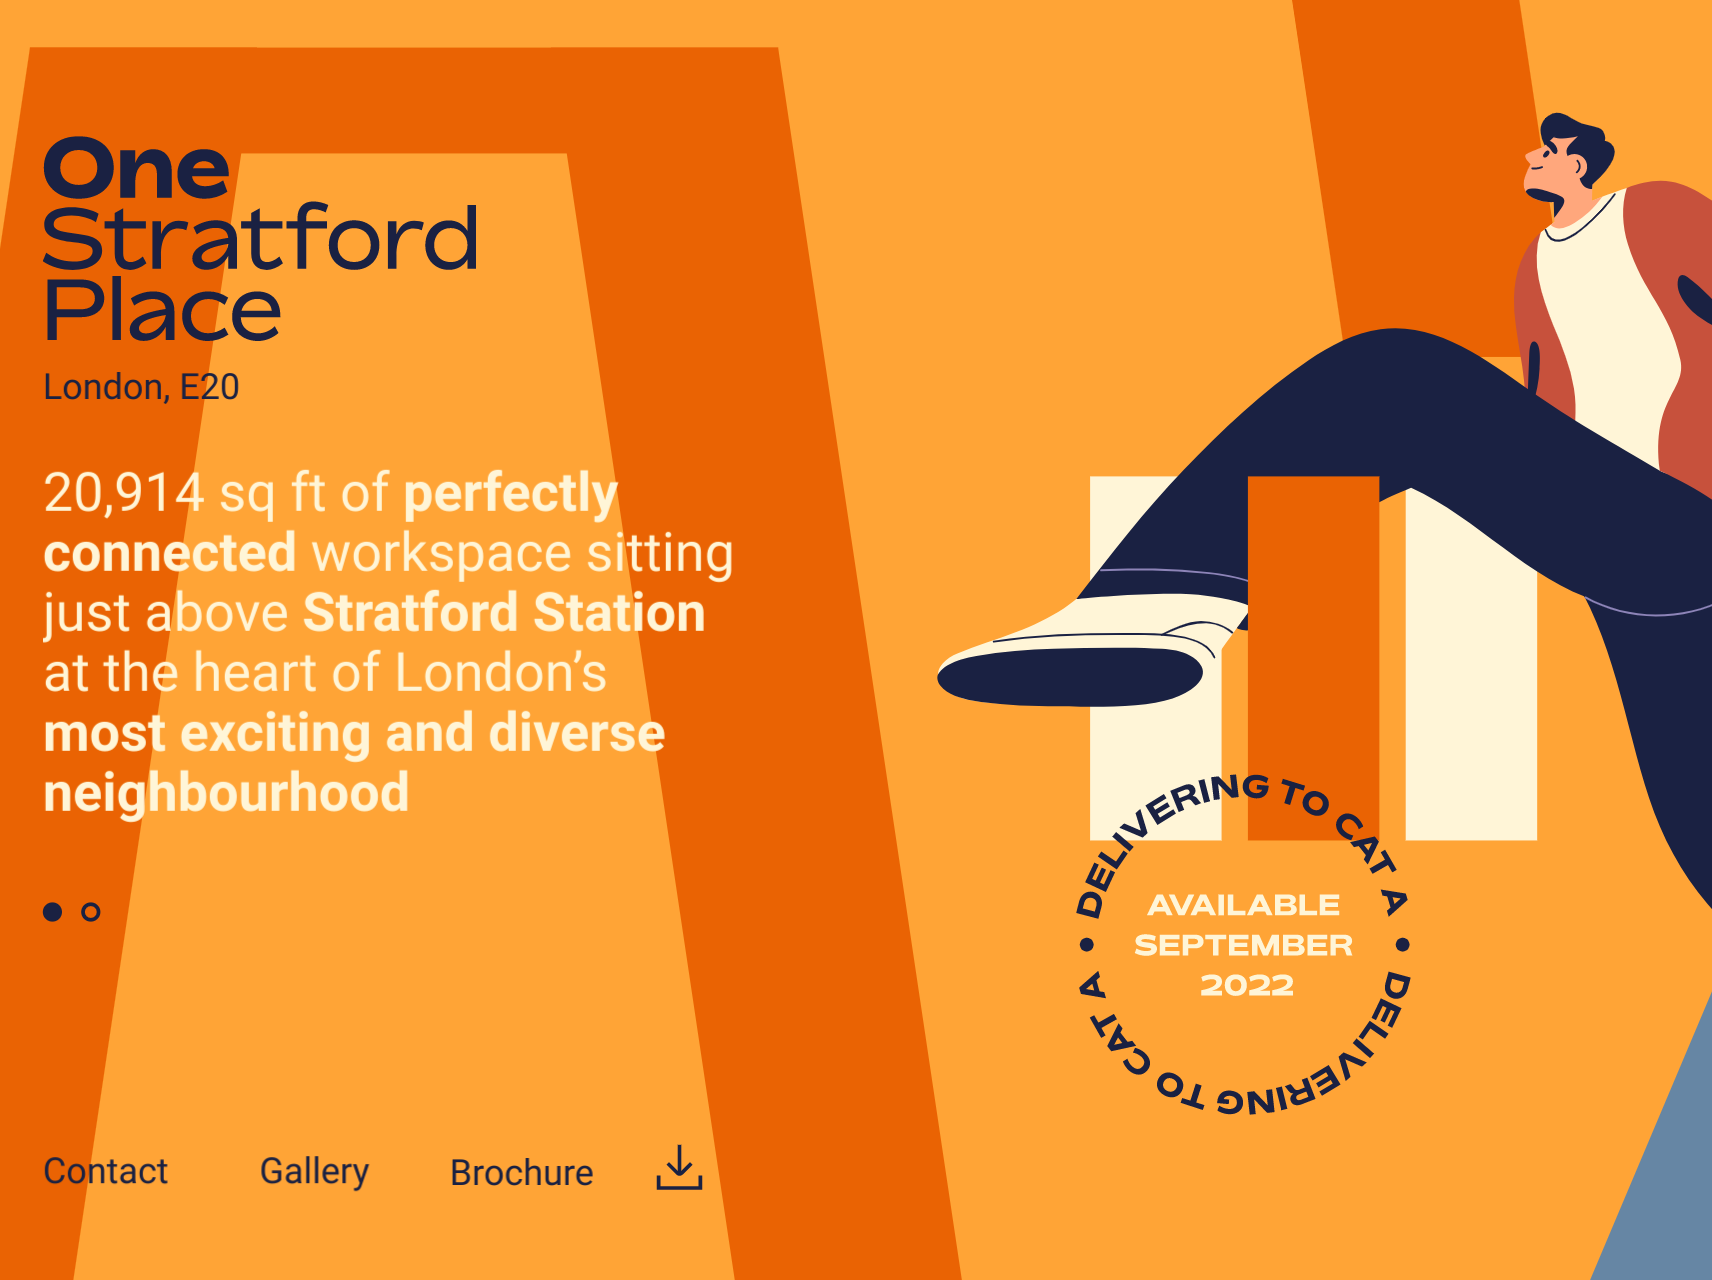 One
Stratford
Place
London, E20
20,914 sq ft of perfectly
connected workspace sitting
just above Stratford Station
at the heart of London’s
most exciting and diverse
neighbourhood
DELIVERING TO CAT A • DELIVERING TO CAT A •
AVAILABLE
SEPTEMBER
2022
Contact Gallery Brochure